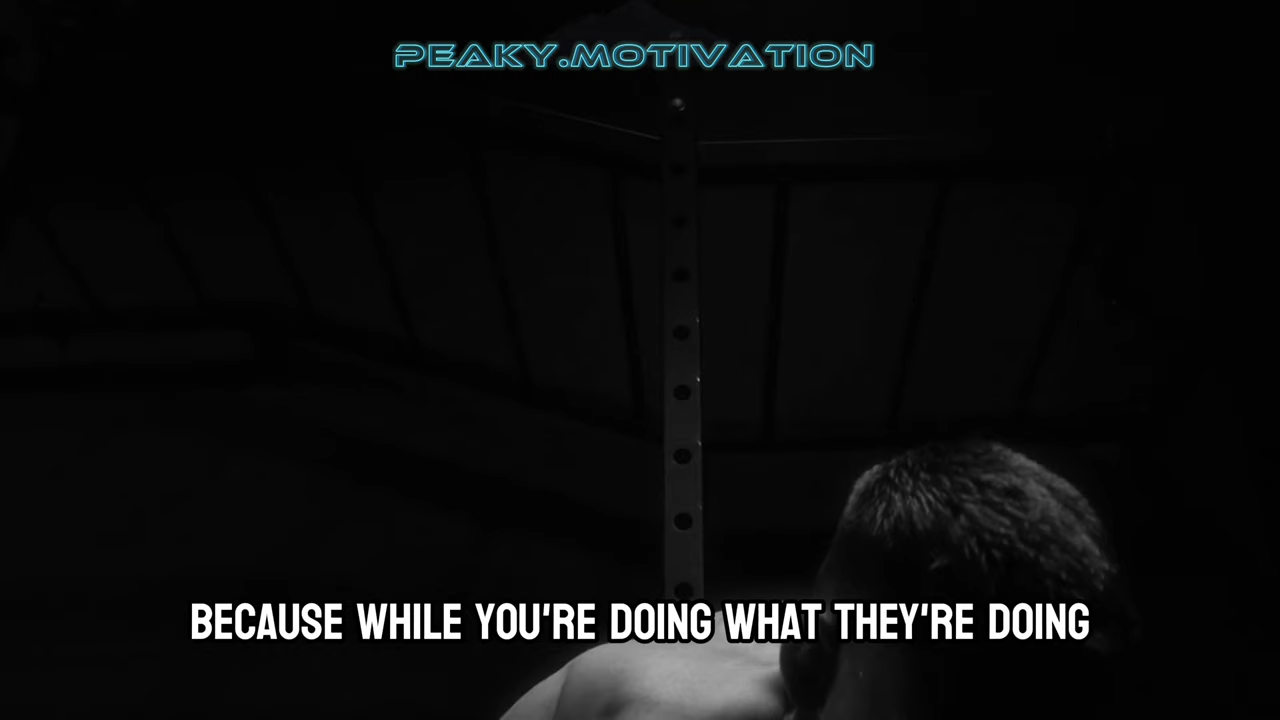 PEAKY.MOTIVATION
BECAUSE WHILE YOU'RE DOING WHAT THEY'RE DOING